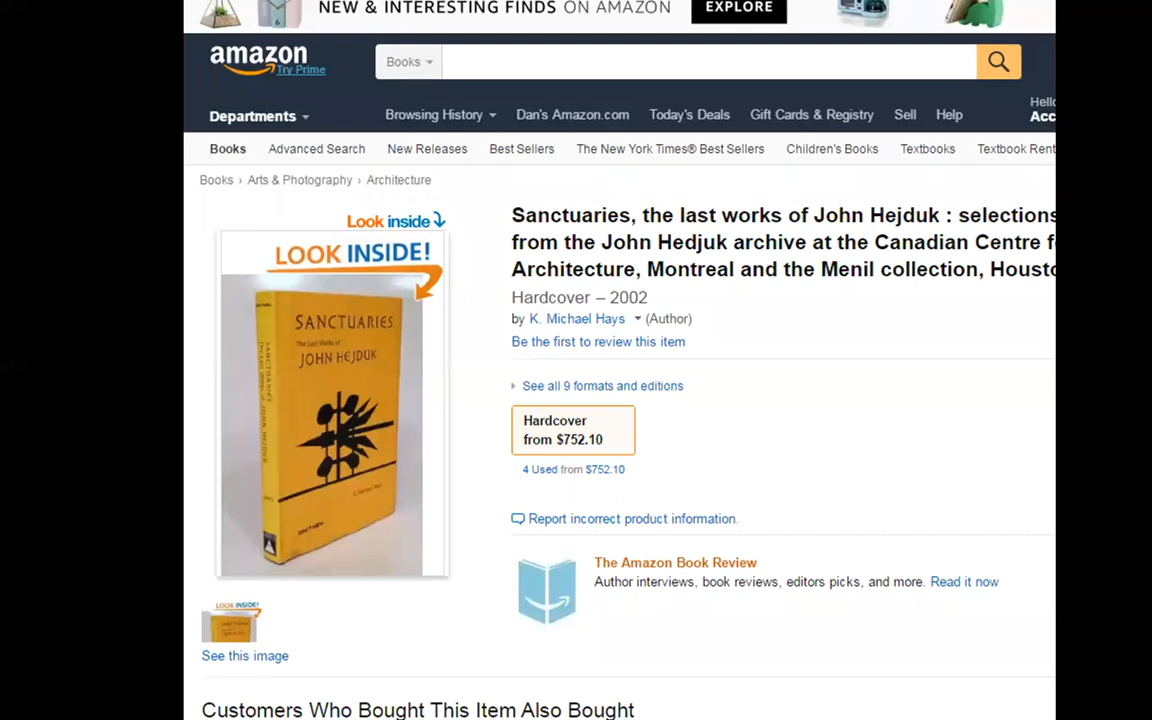 NEW & INTERESTING FINDS ON AMAZON EXPLORE
amazon
Try Prime
Books
Departments
Browsing History
Dan's Amazon.com
Today's Deals
Gift Cards & Registry
Sell
Help
Hello
Acc
Books
Advanced Search
New Releases
Best Sellers
The New York Times® Best Sellers
Children's Books
Textbooks
Textbook Rent
Books › Arts & Photography › Architecture
Look inside
LOOK INSIDE!
SANCTUARIES
The Last Works of
JOHN HEJDUK
SANCTUARIES
Sanctuaries, the last works of John Hejduk : selections
from the John Hedjuk archive at the Canadian Centre f
Architecture, Montreal and the Menil collection, Housto
Hardcover – 2002
by K. Michael Hays (Author)
Be the first to review this item
See all 9 formats and editions
Hardcover
from $752.10
4 Used from $752.10
Report incorrect product information.
The Amazon Book Review
Author interviews, book reviews, editors picks, and more. Read it now
LOOK INSIDE!
See this image
Customers Who Bought This Item Also Bought